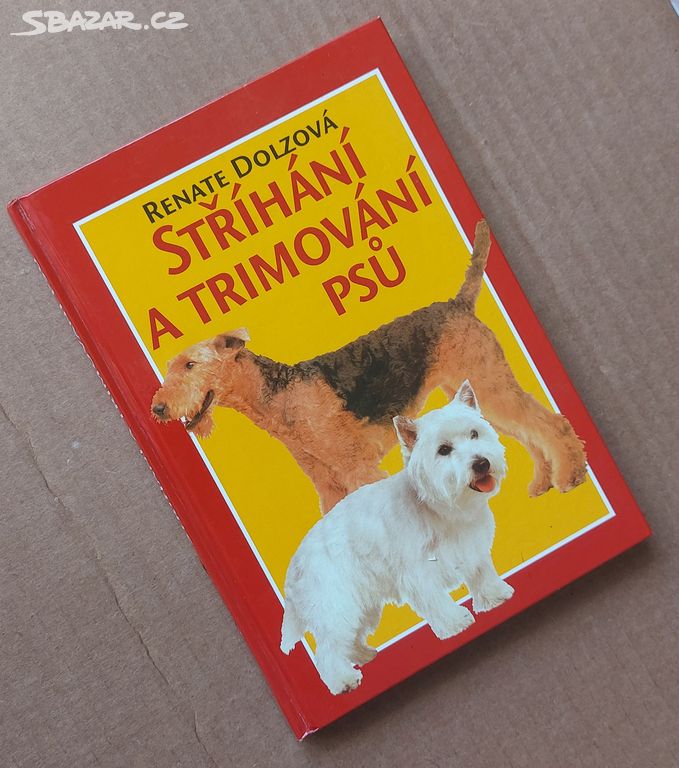 SBAZAR.CZ
RENATE DOLZOVÁ
STŘÍHÁNÍ
A TRIMOVÁNÍ
PSŮ